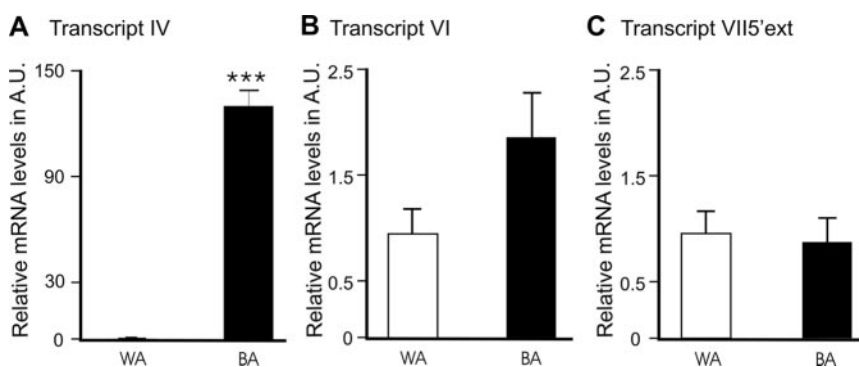 A Transcript IV
Relative mRNA levels in A.U.
150
90
30
0
***
WA BA
B Transcript VI
Relative mRNA levels in A.U.
2.5
1.5
0.5
0
WA BA
C Transcript VII5'ext
Relative mRNA levels in A.U.
2.5
1.5
0.5
0
WA BA